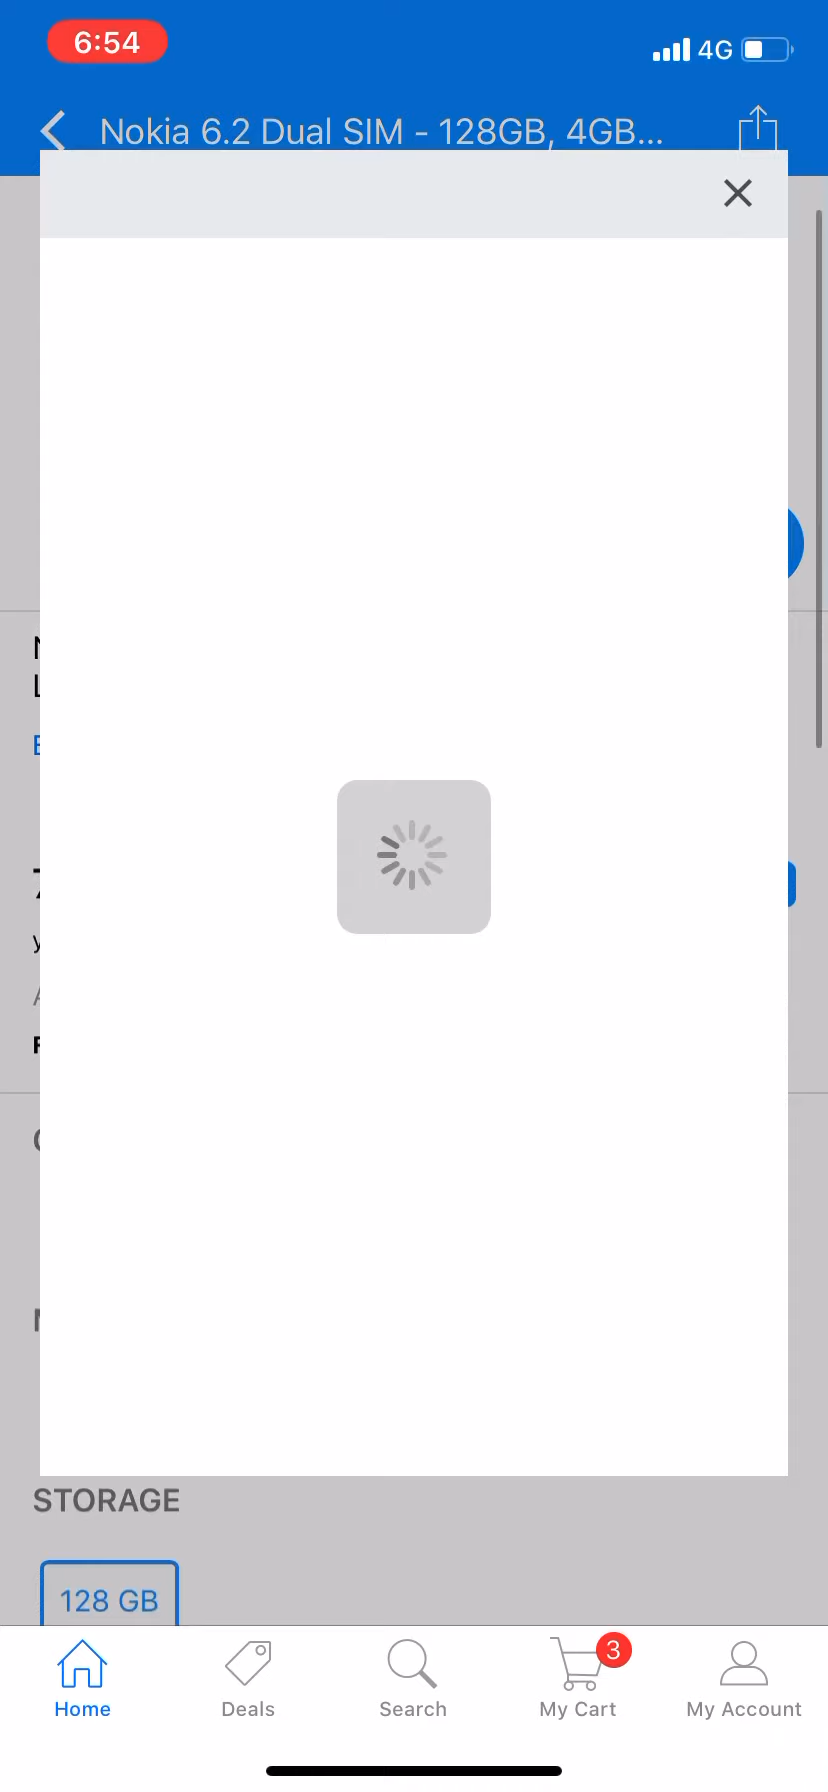 6:54
4G
Nokia 6.2 Dual SIM - 128GB, 4GB...
STORAGE
128 GB
3
Home
Deals
Search
My Cart
My Account